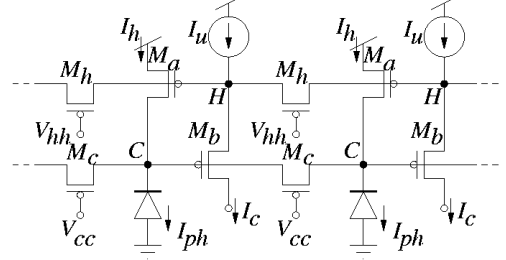 I_h M_a I_u I_h M_a I_u
M_h H M_h H
V_hh M_b V_hh M_b
M_c C M_c C
V_cc I_ph I_c V_cc I_ph I_c